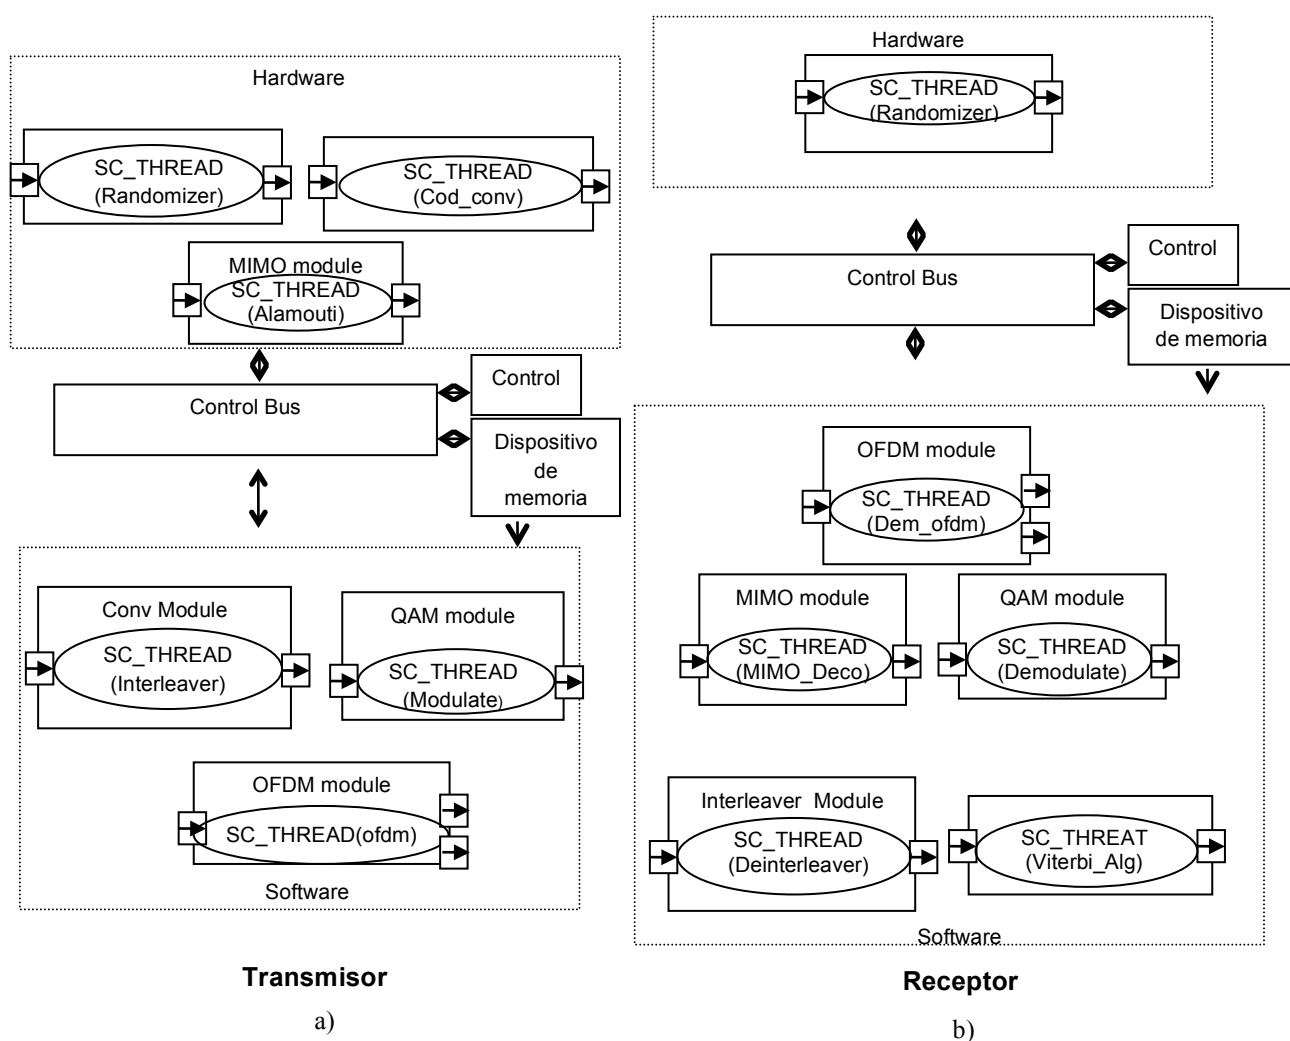 Hardware
SC_THREAD
(Randomizer)
SC_THREAD
(Cod_conv)
MIMO module
SC_THREAD
(Alamouti)
Control Bus
Control
Dispositivo
de
memoria
Conv Module
SC_THREAD
(Interleaver)
QAM module
SC_THREAD
(Modulate)
OFDM module
SC_THREAD(ofdm)
Software
Transmisor
a)
Hardware
SC_THREAD
(Randomizer)
Control Bus
Control
Dispositivo
de memoria
OFDM module
SC_THREAD
(Dem_ofdm)
MIMO module
SC_THREAD
(MIMO_Deco)
QAM module
SC_THREAD
(Demodulate)
Interleaver Module
SC_THREAD
(Deinterleaver)
SC_THREAT
(Viterbi_Alg)
Software
Receptor
b)